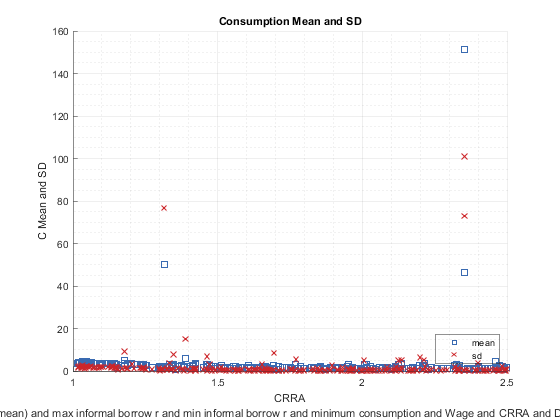 Consumption Mean and SD
160
140
120
100
80
60
40
20
0
C Mean and SD
mean
sd
1 1.5 2 2.5
CRRA
mean) and max informal borrow r and min informal borrow r and minimum consumption and Wage and CRRA and